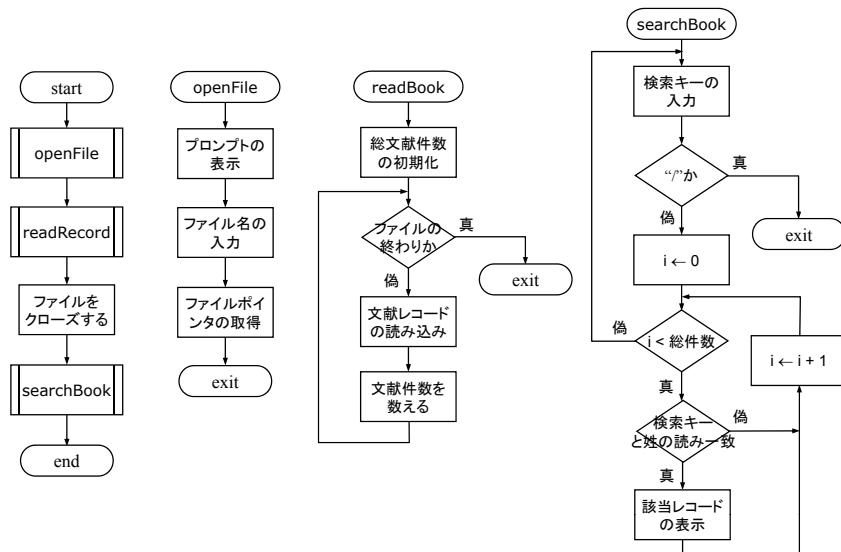 start
openFile
readRecord
ファイルを
クローズする
searchBook
end
openFile
プロンプトの
表示
ファイル名の
入力
ファイルポイ
ンタの取得
exit
readBook
総文献件数
の初期化
ファイルの
終わりか
真
偽
exit
文献レコード
の読み込み
文献件数を
数える
searchBook
検索キーの
入力
“/”か
真
偽
exit
i ← 0
i < 総件数
偽
真
i ← i + 1
検索キー
と姓の読み一致
偽
真
該当レコード
の表示